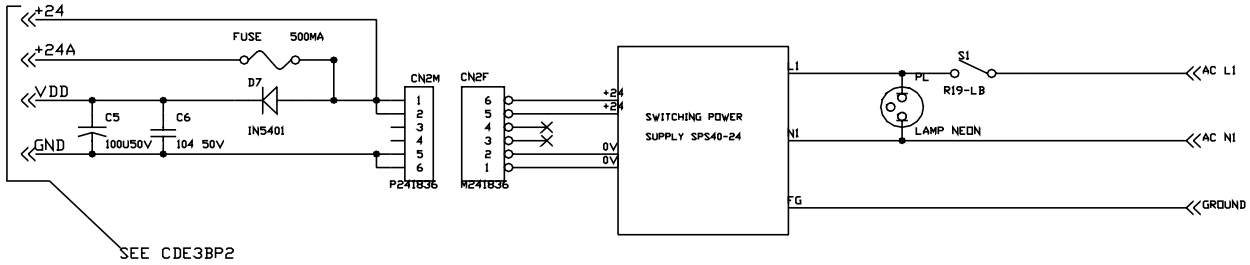 +24
FUSE 500MA
+24A
D7
VDD
C5
C6
IN5401
100U50V
104 50V
GND
CN2M
1
2
3
4
5
6
P241836
CN2F
6
5
4
3
2
1
M241836
+24
+24
0V
0V
SWITCHING POWER
SUPPLY SPS40-24
L1
N1
FG
PL
LAMP NEON
S1
R19-LB
AC L1
AC N1
GROUND
SEE CDE3BP2